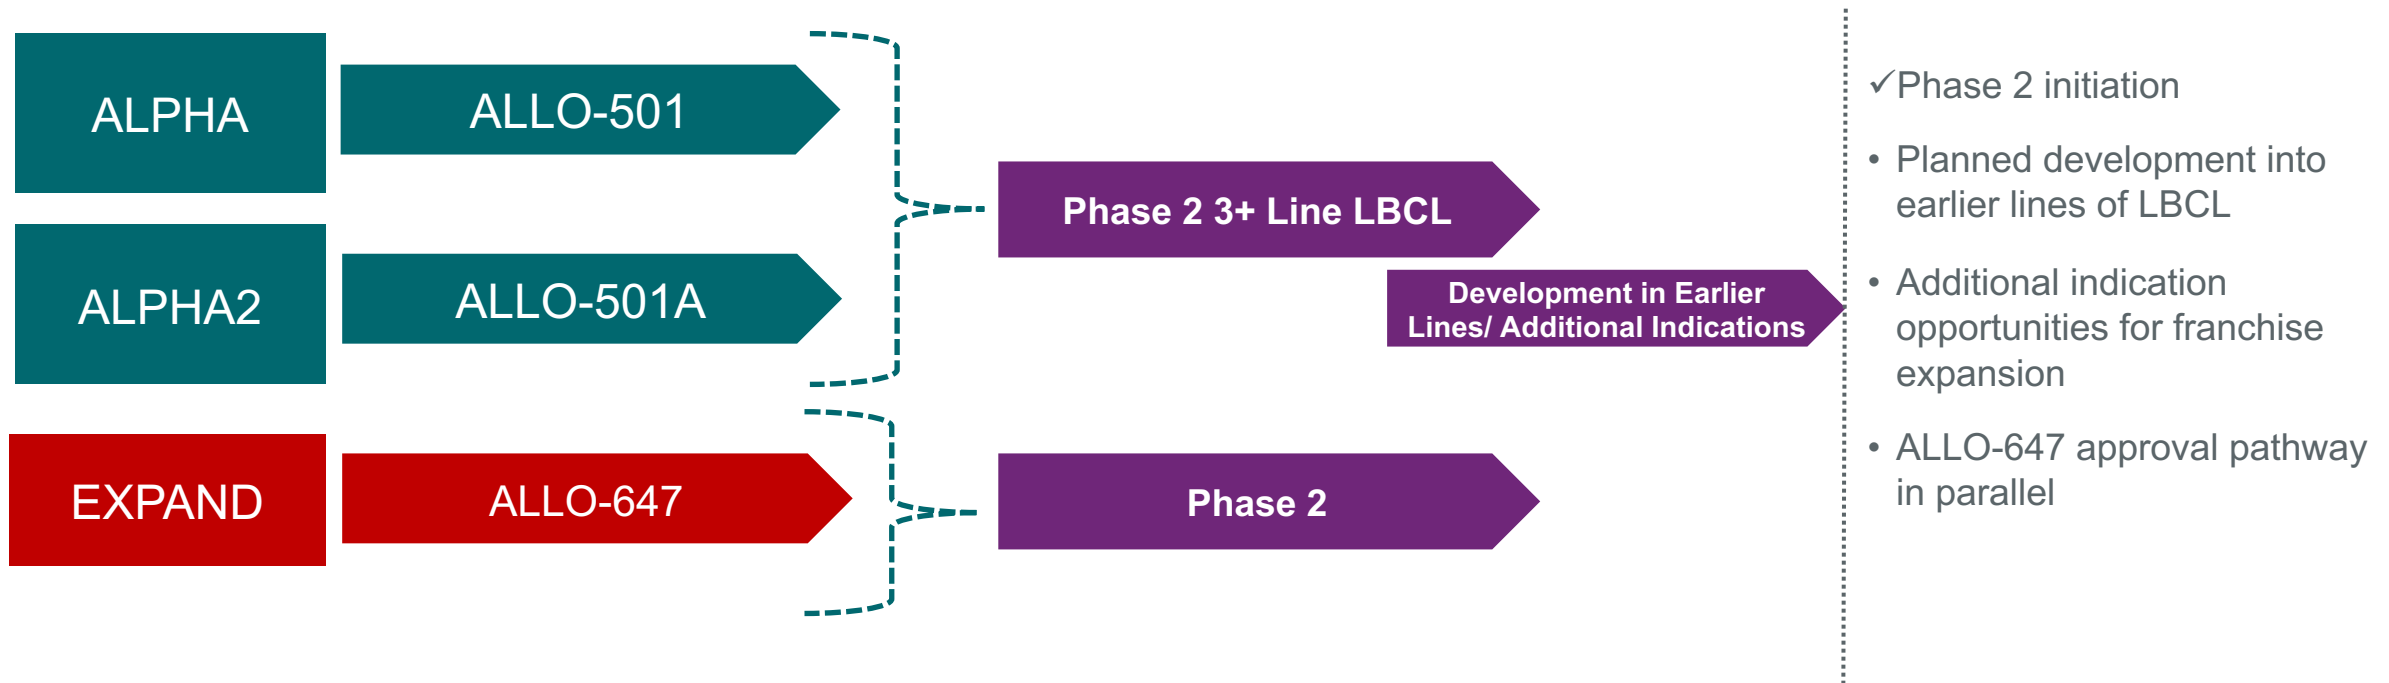 ALPHA
ALLO-501
ALPHA2
ALLO-501A
EXPAND
ALLO-647
Phase 2 3+ Line LBCL
Development in Earlier
Lines/ Additional Indications
Phase 2
✓Phase 2 initiation
• Planned development into
earlier lines of LBCL
• Additional indication
opportunities for franchise
expansion
• ALLO-647 approval pathway
in parallel